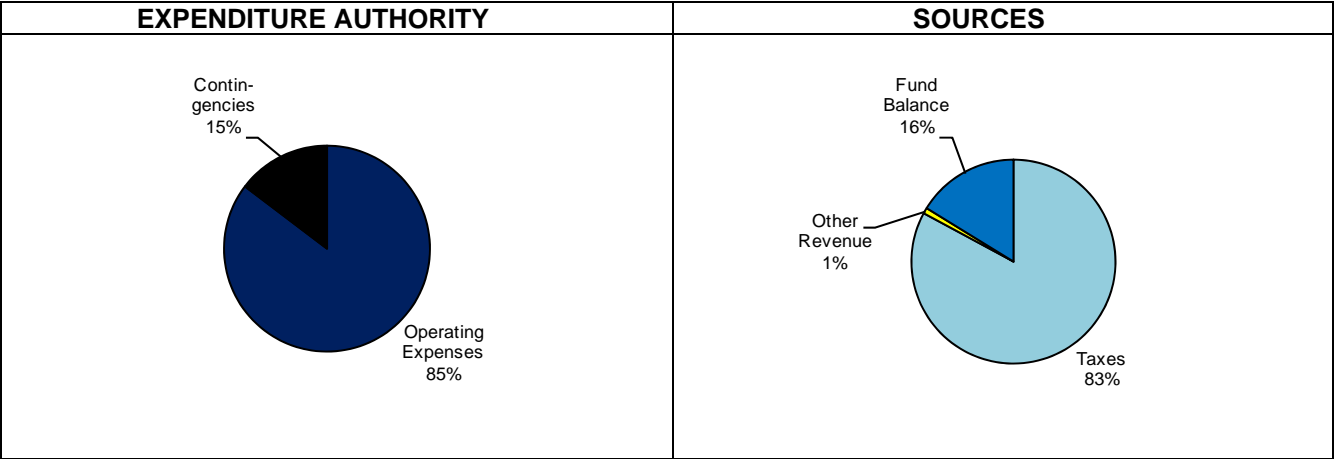 EXPENDITURE AUTHORITY
Contin-
gencies
15%
Operating
Expenses
85%
SOURCES
Fund
Balance
16%
Other
Revenue
1%
Taxes
83%